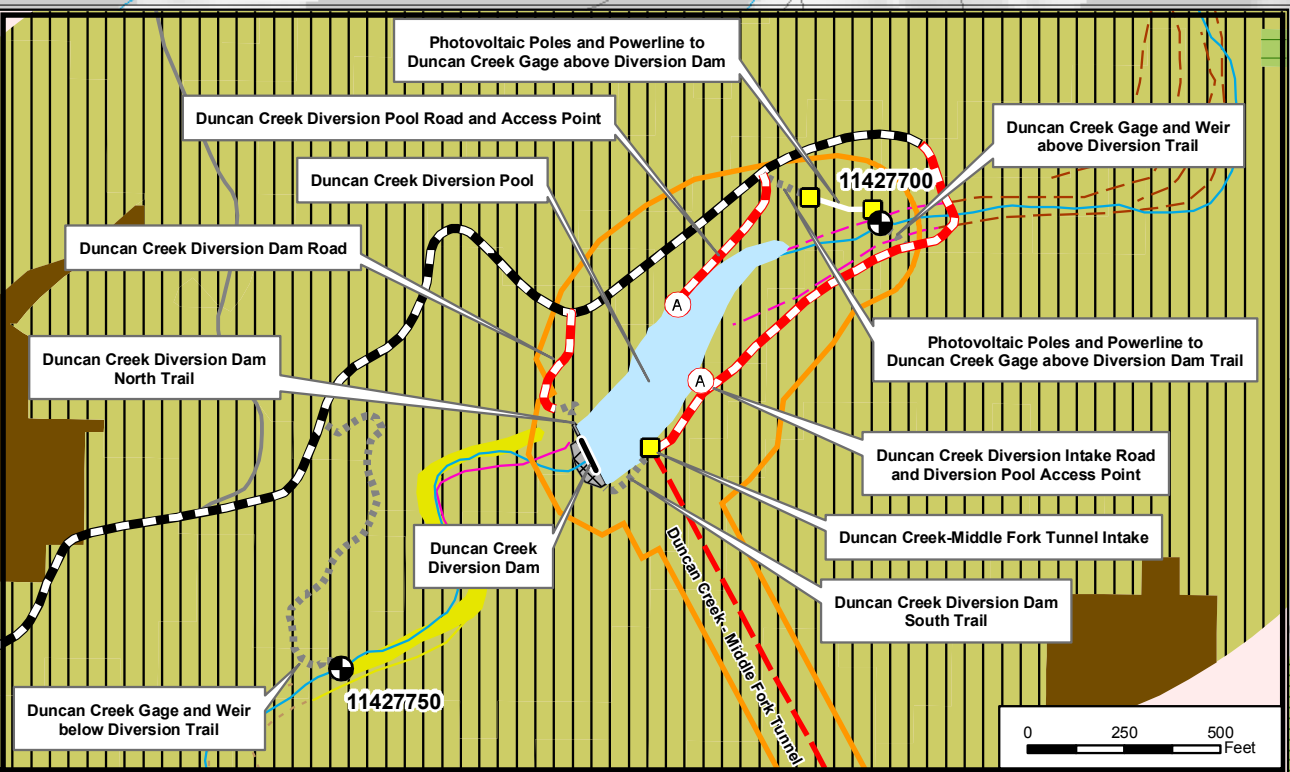 Photovoltaic Poles and Powerline to
Duncan Creek Gage above Diversion Dam
Duncan Creek Diversion Pool Road and Access Point
Duncan Creek Gage and Weir
above Diversion Trail
Duncan Creek Diversion Pool
11427700
Duncan Creek Diversion Dam Road
A
Photovoltaic Poles and Powerline to
Duncan Creek Gage above Diversion Dam Trail
Duncan Creek Diversion Dam
North Trail
A
Duncan Creek Diversion Intake Road
and Diversion Pool Access Point
Duncan Creek-Middle Fork Tunnel Intake
Duncan Creek
Diversion Dam
Duncan Creek - Middle Fork Tunnel
Duncan Creek Diversion Dam
South Trail
11427750
Duncan Creek Gage and Weir
below Diversion Trail
0 250 500
Feet